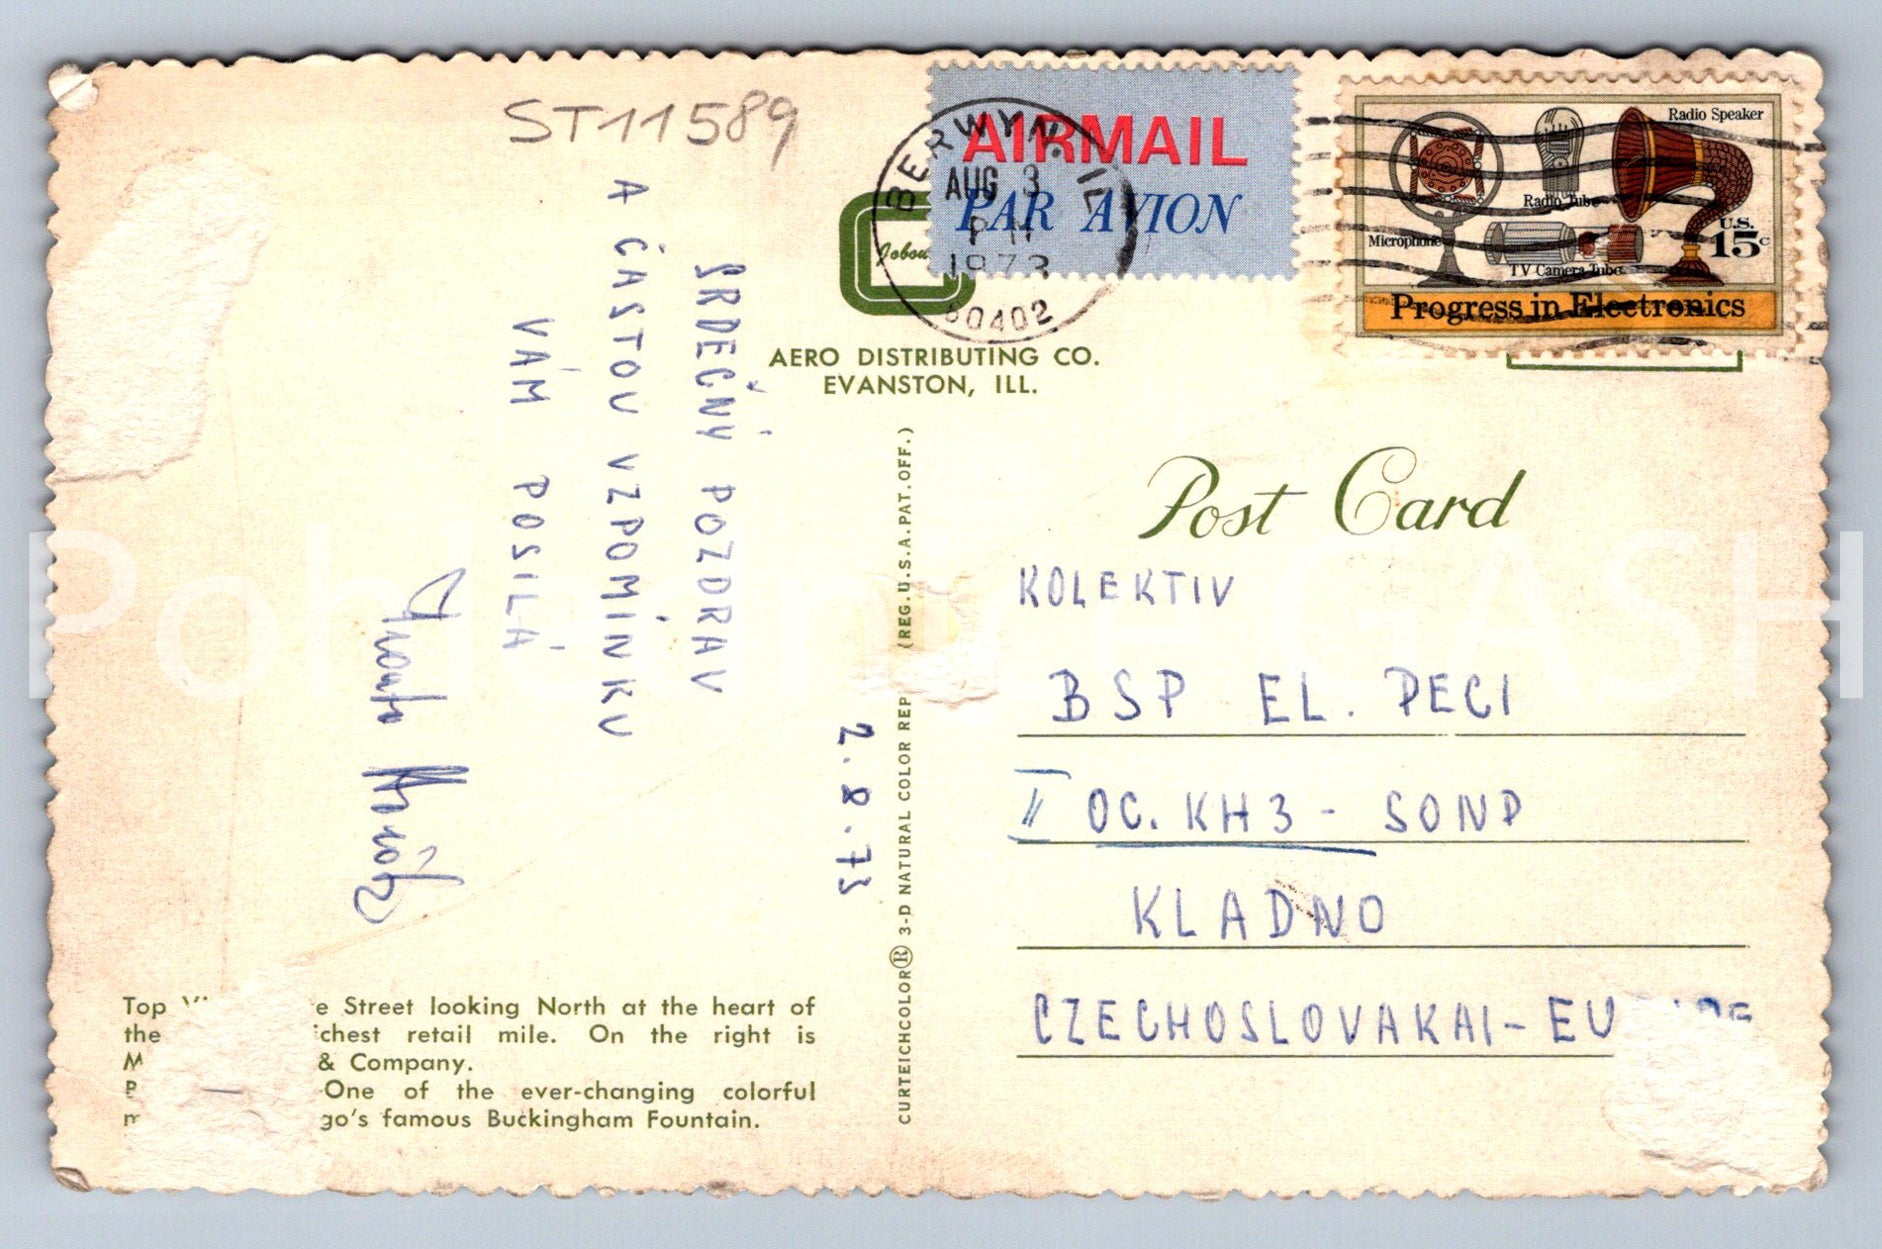 ST11589
AIRMAIL
PAR AVION
BERWYN. IL
AUG 3
PM
1973
60402
Radio Speaker
Radio Tube
Microphone
TV Camera Tube
U.S.
15c
Progress in Electronics
AERO DISTRIBUTING CO.
EVANSTON, ILL.
2.8.73
SRDEČNÝ POZDRAV
A ČASTOU VZPOMÍNKU
VÁM POSÍLÁ
CURTEICHCOLOR® 3-D NATURAL COLOR REP (REG.U.S.A.PAT.OFF.)
Post Card
KOLEKTIV
BSP EL. PECI
II OC. KH3 - SONP
KLADNO
CZECHOSLOVAKAI - EU
Top e Street looking North at the heart of
the ichest retail mile. On the right is
M & Company.
One of the ever-changing colorful
go's famous Buckingham Fountain.